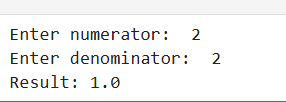 Enter numerator:  2
Enter denominator:  2
Result: 1.0